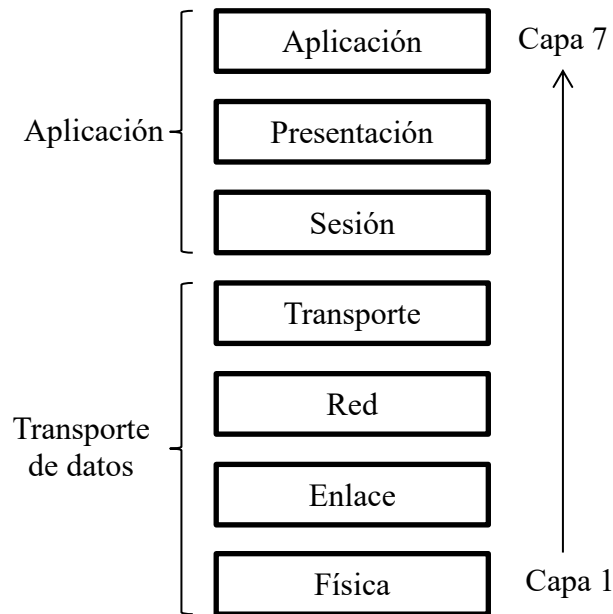 Aplicación
Capa 7
Presentación
Aplicación
Sesión
Transporte
Red
Transporte
de datos
Enlace
Física
Capa 1